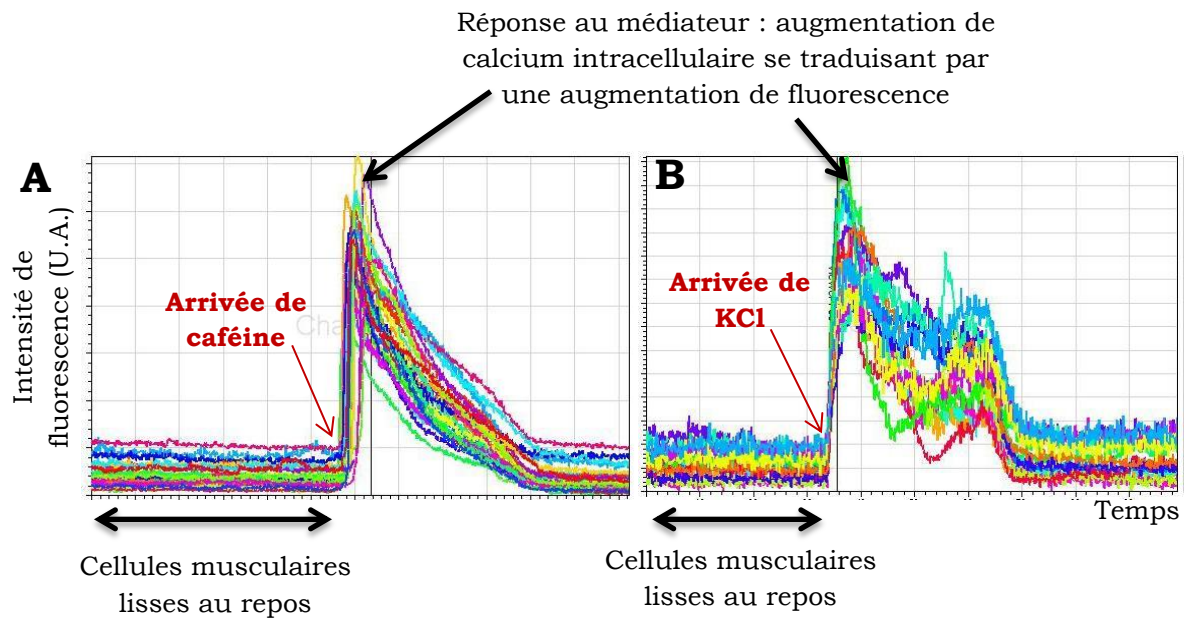 Réponse au médiateur : augmentation de
calcium intracellulaire se traduisant par
une augmentation de fluorescence
A
Intensité de
fluorescence (U.A.)
Arrivée de
caféine
Cha
B
Arrivée de
KCl
Temps
Cellules musculaires
lisses au repos
Cellules musculaires
lisses au repos